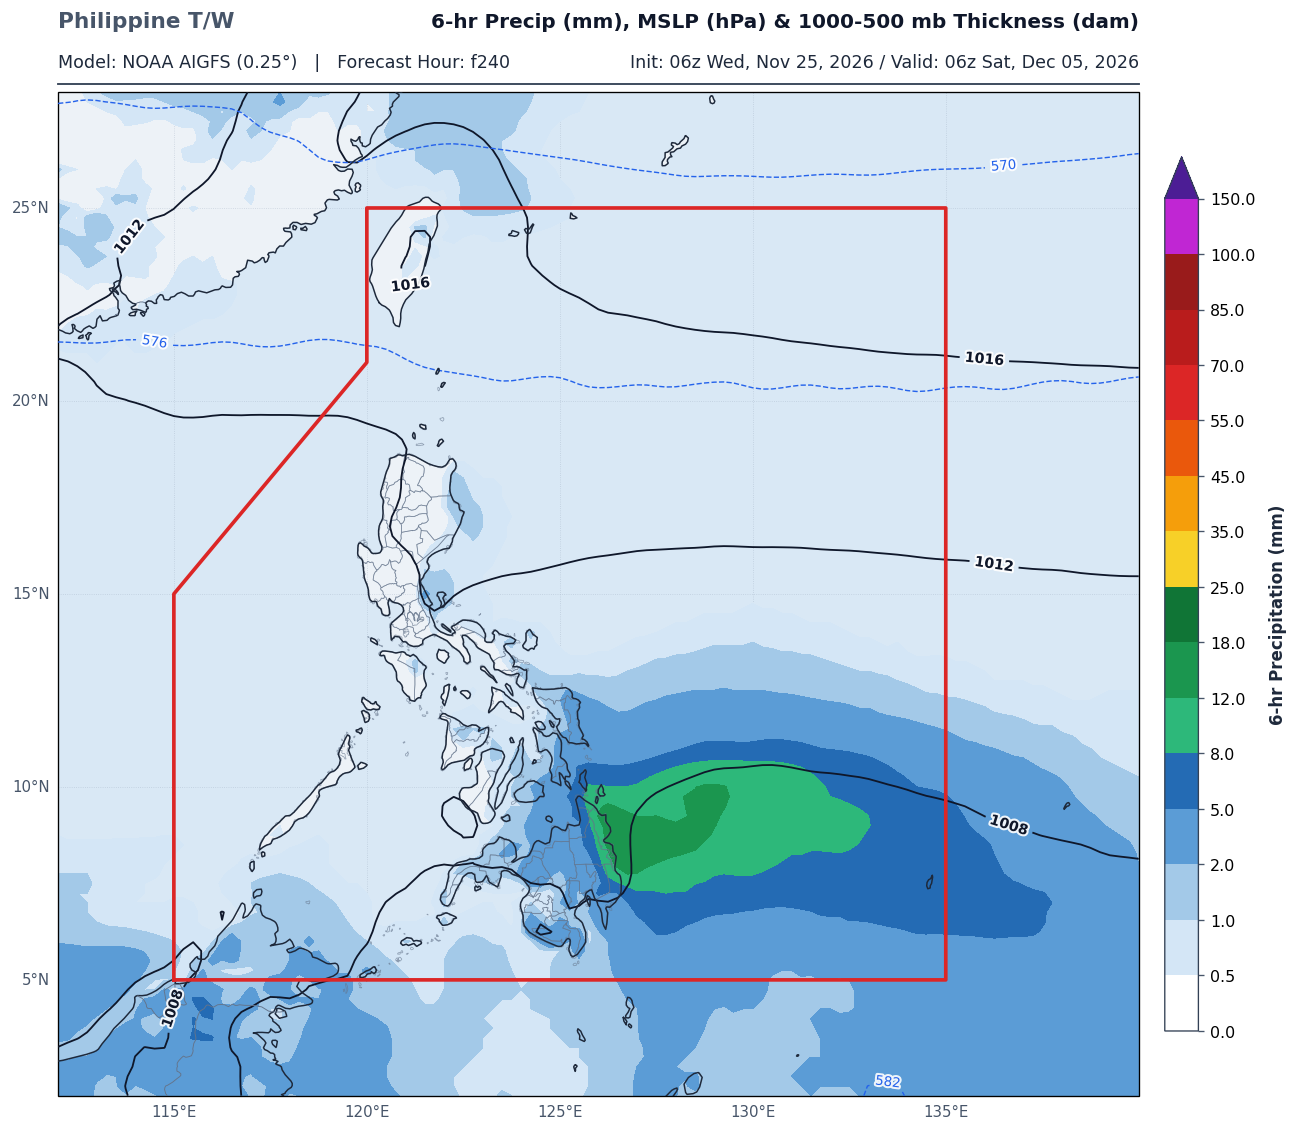 Philippine T/W
6-hr Precip (mm), MSLP (hPa) & 1000-500 mb Thickness (dam)
Model: NOAA AIGFS (0.25°) | Forecast Hour: f240
Init: 06z Wed, Nov 25, 2026 / Valid: 06z Sat, Dec 05, 2026
570
1012
1016
576
1016
1012
1008
1008
582
25°N
20°N
15°N
10°N
5°N
115°E
120°E
125°E
130°E
135°E
150.0
100.0
85.0
70.0
55.0
45.0
35.0
25.0
18.0
12.0
8.0
5.0
2.0
1.0
0.5
0.0
6-hr Precipitation (mm)